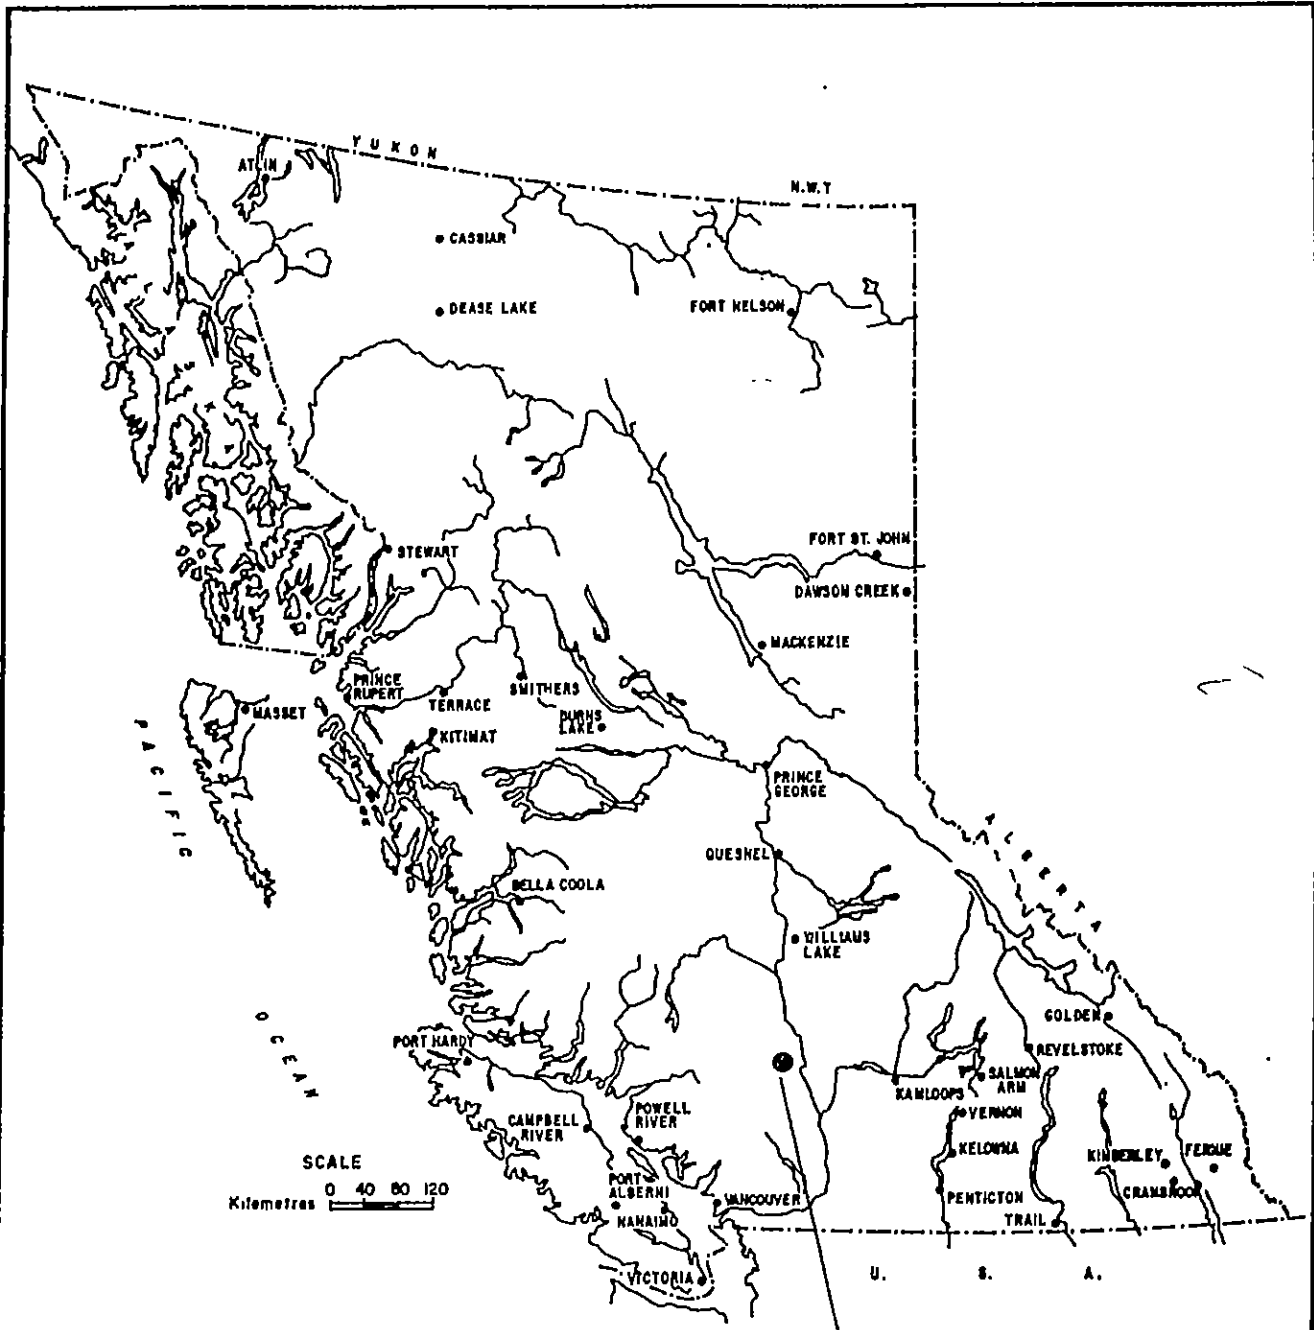 YUKON
N.W.T
ATLIN
CASSIAR
DEASE LAKE
FORT NELSON
STEWART
FORT ST. JOHN
DAWSON CREEK
MACKENZIE
PRINCE
RUPERT
TERRACE
SMITHERS
MASSET
BURNS
LAKE
KITIMAT
PRINCE
GEORGE
PACIFIC
OCEAN
ALBERTA
QUESNEL
BELLA COOLA
WILLIAMS
LAKE
GOLDEN
PORT HARDY
REVELSTOKE
SALMON
ARM
KAMLOOPS
VERNON
CAMPBELL
RIVER
POWELL
RIVER
KELOWNA
KIMBERLEY
FERNIE
SCALE
Kilometres 0 40 80 120
PORT
ALBERNI
NANAIMO
VANCOUVER
PENTICTON
CRANBROOK
TRAIL
VICTORIA
U. S. A.